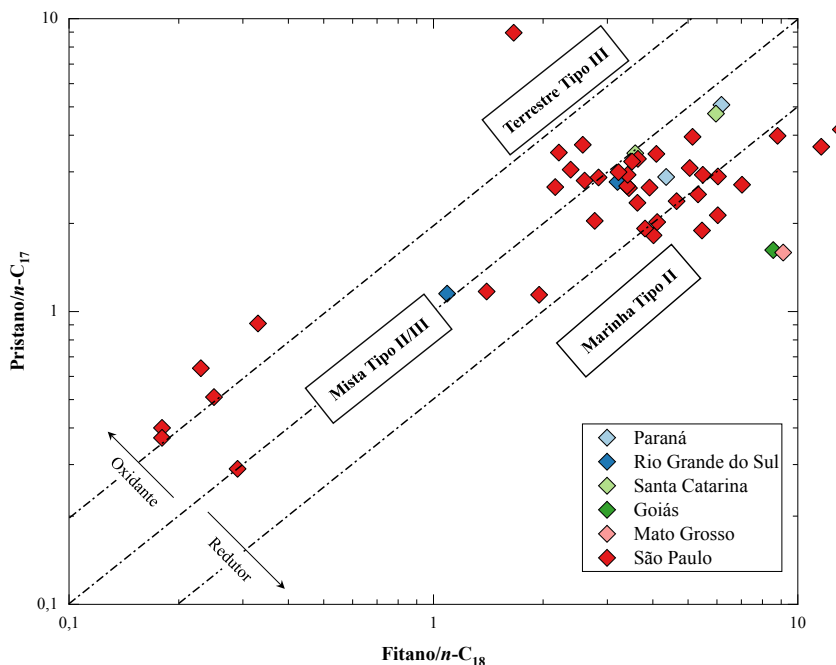 10
Terrestre Tipo III
Pristano/n-C17
1
Mista Tipo II/III
Marinha Tipo II
Oxidante
Redutor
Paraná
Rio Grande do Sul
Santa Catarina
Goiás
Mato Grosso
São Paulo
0,1
0,1
1
10
Fitano/n-C18